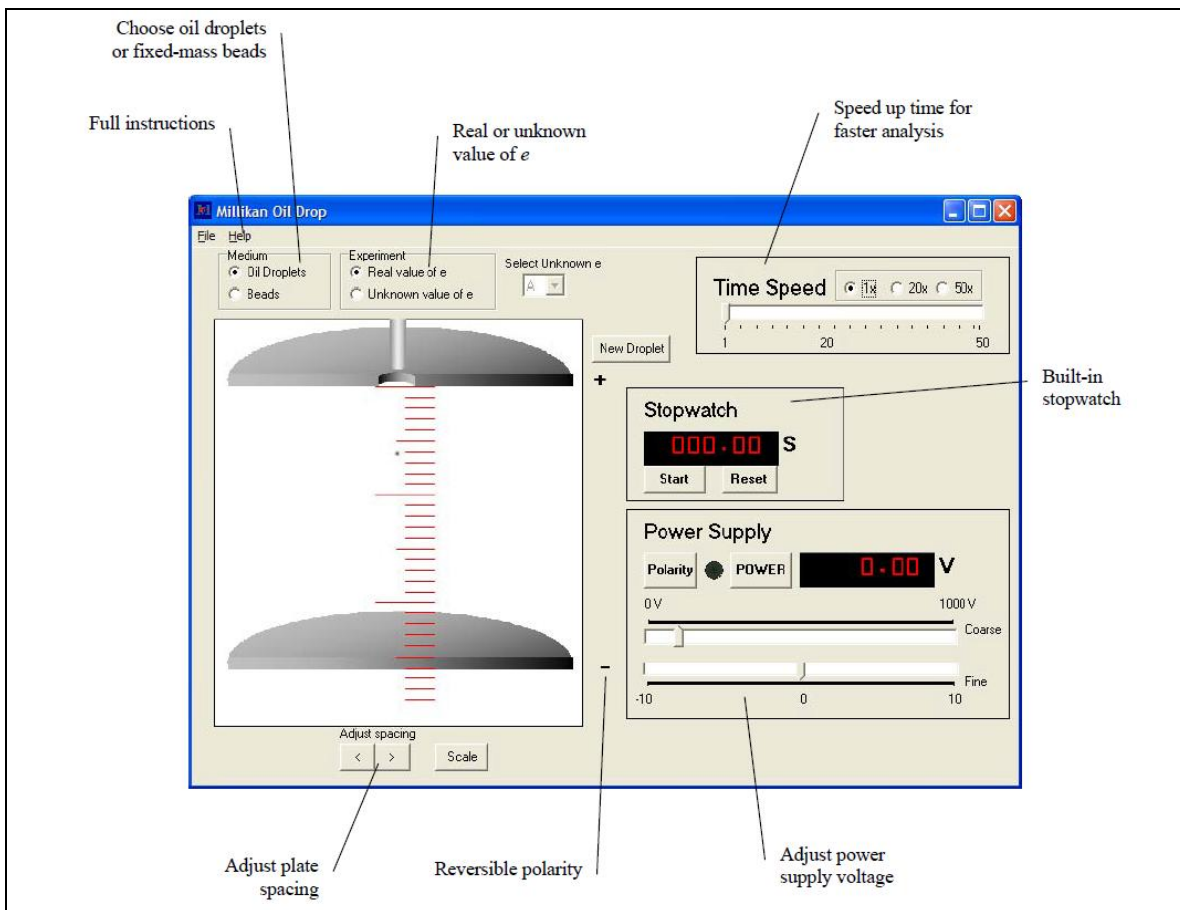 Choose oil droplets
or fixed-mass beads
Full instructions
Real or unknown
value of e
Speed up time for
faster analysis
Millikan Oil Drop
File Help
Medium
Oil Droplets
Beads
Experiment
Real value of e
Unknown value of e
Select Unknown e
A
Time Speed
1x
20x
50x
1
20
50
New Droplet
+
Built-in
stopwatch
Stopwatch
000.00 S
Start
Reset
Power Supply
Polarity
POWER
0.00 V
0 V
1000 V
Coarse
Fine
-10
0
10
-
Adjust spacing
<
>
Scale
Adjust plate
spacing
Reversible polarity
Adjust power
supply voltage